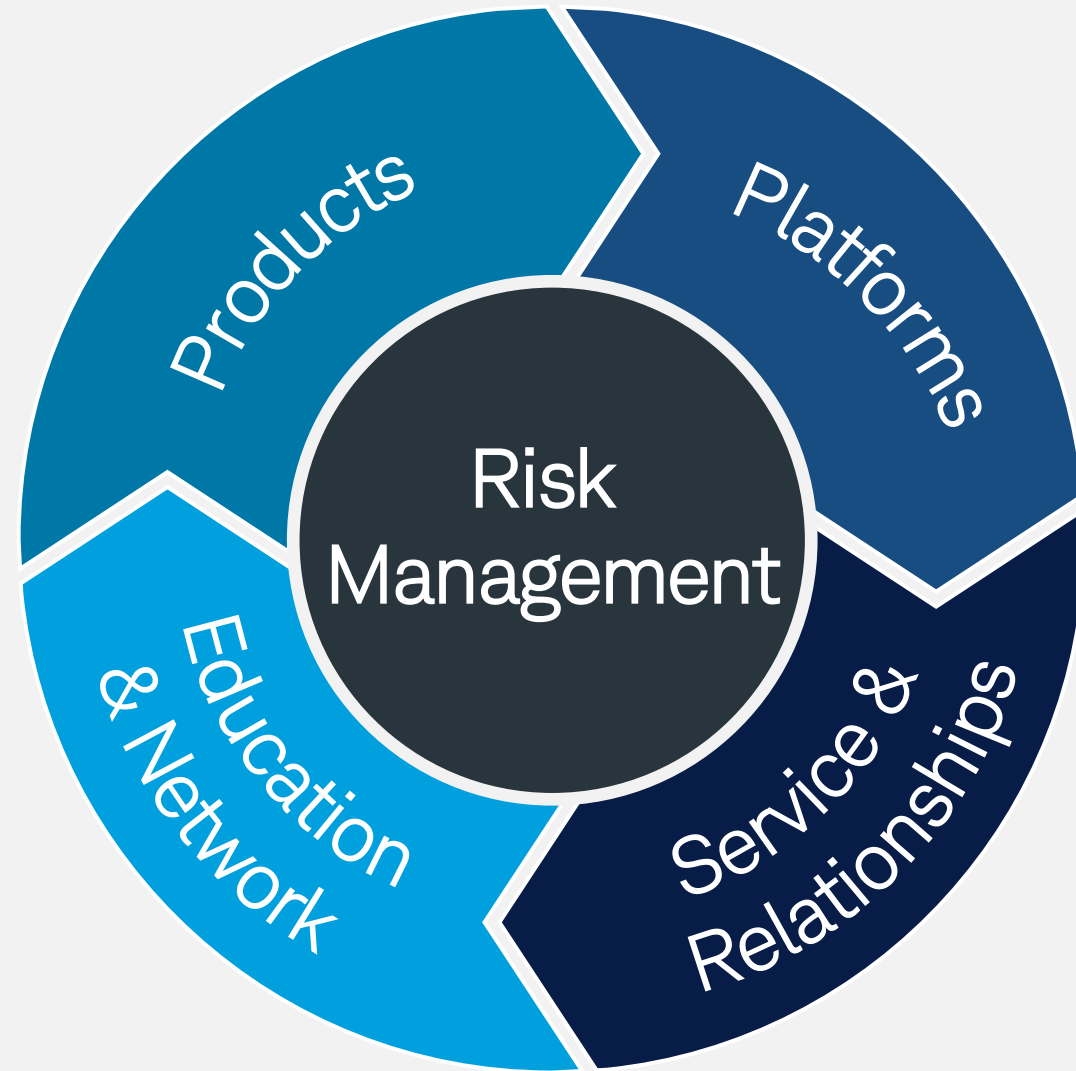 Products
Platforms
Risk
Management
Service &
Relationships
Education
& Network